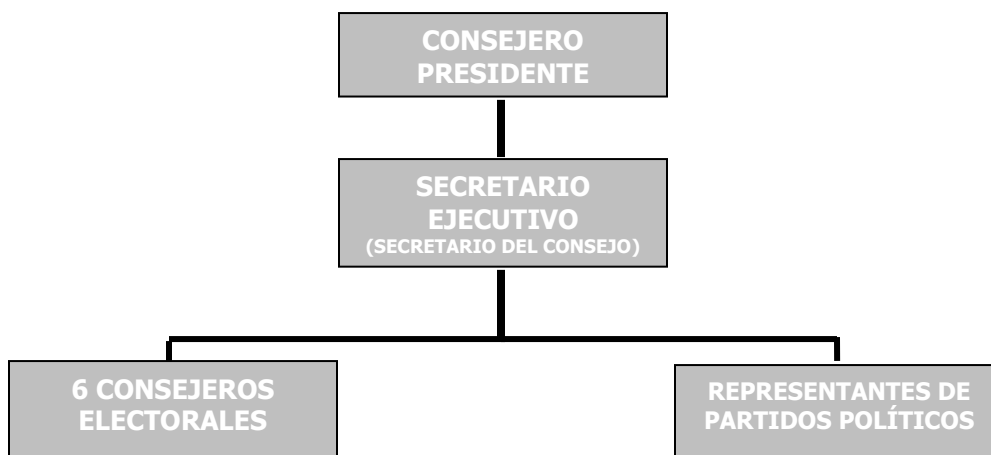 CONSEJERO
PRESIDENTE
SECRETARIO
EJECUTIVO
(SECRETARIO DEL CONSEJO)
6 CONSEJEROS
ELECTORALES
REPRESENTANTES DE
PARTIDOS POLÍTICOS